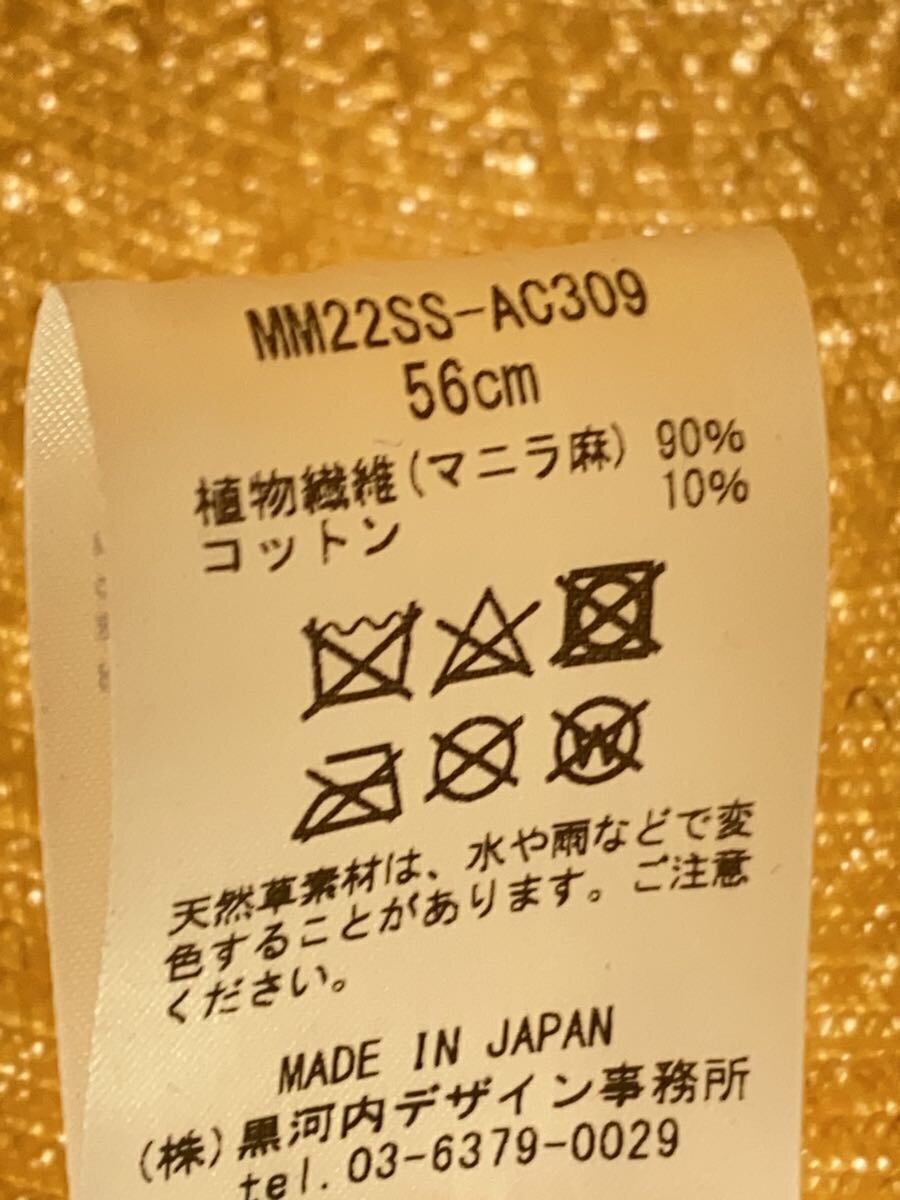 MM22SS-AC309
56cm
植物繊維(マニラ麻) 90%
コットン 10%
W
天然草素材は、水や雨などで変
色することがあります。ご注意
ください。
MADE IN JAPAN
(株)黒河内デザイン事務所
tel.03-6379-0029